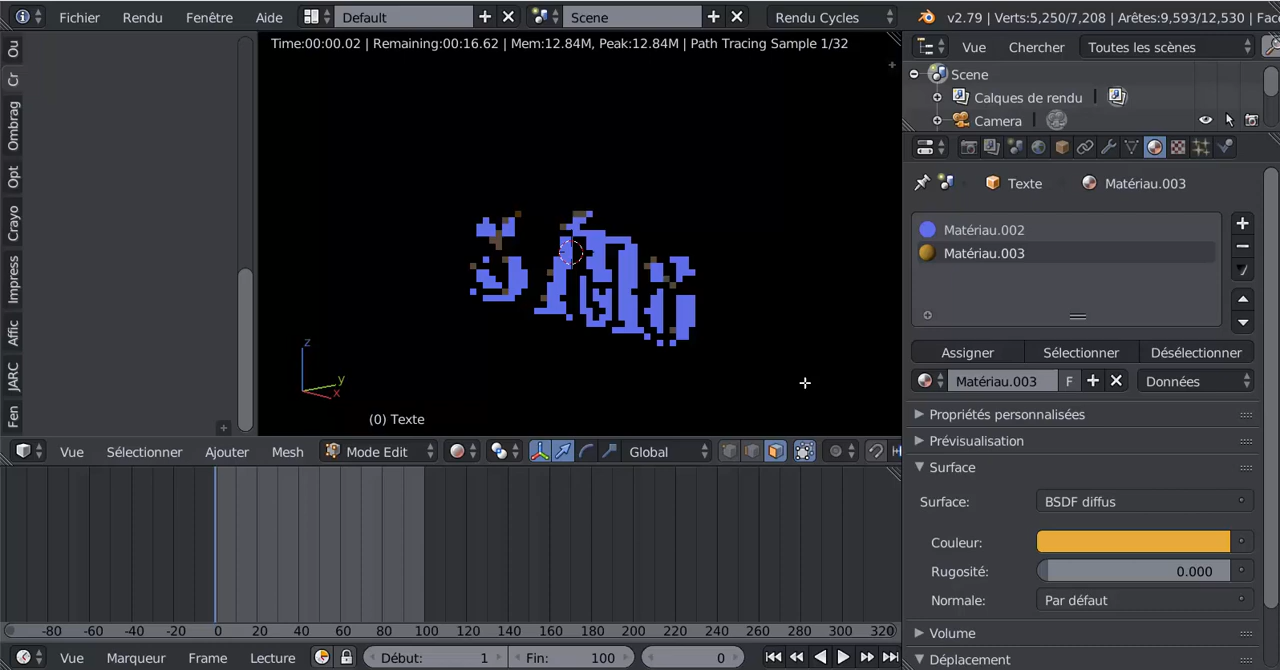 Fichier Rendu Fenêtre Aide Default Scene Rendu Cycles v2.79 | Verts:5,250/7,208 | Arêtes:9,593/12,530 |
Time:00:00.02 | Remaining:00:16.62 | Mem:12.84M, Peak:12.84M | Path Tracing Sample 1/32
Vue Chercher Toutes les scènes
Scene
Calques de rendu
Camera
Ou
Cr
Ombrag
Opt
Crayo
Impress
Affic
JARC
Fen
z
y
x
(0) Texte
Texte Matériau.003
Matériau.002
Matériau.003
Assigner Sélectionner Désélectionner
Matériau.003 F Données
Propriétés personnalisées
Prévisualisation
Surface
Surface: BSDF diffus
Couleur:
Rugosité: 0.000
Normale: Par défaut
Volume
Déplacement
Vue Sélectionner Ajouter Mesh Mode Edit Global
-80 -60 -40 -20 0 20 40 60 80 100 120 140 160 180 200 220 240 260 280 300 320
Vue Marqueur Frame Lecture Début: 1 Fin: 100 0